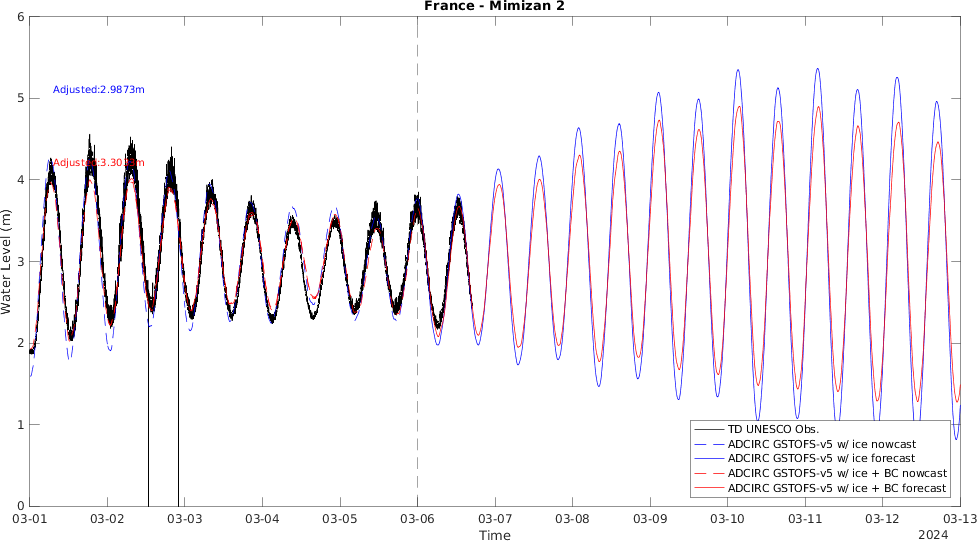 France - Mimizan 2
6
5
4
3
2
1
0
Water Level (m)
Adjusted:2.9873m
TD UNESCO Obs.
ADCIRC GSTOFS-v5 w/ ice nowcast
ADCIRC GSTOFS-v5 w/ ice forecast
ADCIRC GSTOFS-v5 w/ ice + BC nowcast
ADCIRC GSTOFS-v5 w/ ice + BC forecast
03-01 03-02 03-03 03-04 03-05 03-06 03-07 03-08 03-09 03-10 03-11 03-12 03-13
Time
2024